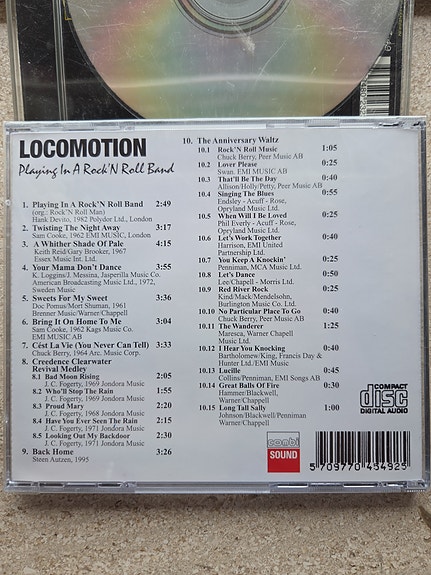 LOCOMOTION
Playing In A Rock'N Roll Band
1. Playing In A Rock'N Roll Band 2:49
(org.: Rock'N Roll Man)
Hank Devito, 1982 Polydor Ltd., London
2. Twisting The Night Away 3:17
Sam Cooke, 1962 EMI MUSIC, London
3. A Whither Shade Of Pale 4:15
Keith Reid/Gary Brooker, 1967
Essex Music Int. Ltd.
4. Your Mama Don't Dance 3:55
K. Loggins/J. Messina, Jasperilla Music Co.
American Broadcasting Music Ltd., 1972,
Sweden Music
5. Sweets For My Sweet 3:36
Doc Pomus/Mort Shuman, 1961
Brenner Music/Warner/Chappell
6. Bring It On Home To Me 3:04
Sam Cooke, 1962 Kags Music Co.
EMI MUSIC AB
7. Cést La Vie (You Never Can Tell) 3:33
Chuck Berry, 1964 Arc. Music Corp.
8. Creedence Clearwater
Revival Medley
8.1 Bad Moon Rising 2:05
J. C. Fogerty, 1969 Jondora Music
8.2 Who'll Stop The Rain 1:55
J. C. Fogerty, 1970 Jondora Music
8.3 Proud Mary 2:20
J. C. Fogerty, 1968 Jondora Music
8.4 Have You Ever Seen The Rain 2:15
J. C. Fogerty, 1971 Jondora Music
8.5 Looking Out My Backdoor 2:30
J. C. Fogerty, 1971 Jondora Music
9. Back Home 3:26
Steen Autzen, 1995
10. The Anniversary Waltz
10.1 Rock'N Roll Music 1:05
Chuck Berry, Peer Music AB
10.2 Lover Please 0:25
Swan. EMI MUSIC AB
10.3 That'll Be The Day 0:40
Allison/Holly/Petty, Peer Music AB
10.4 Singing The Blues 0:55
Endsley - Acuff - Rose,
Opryland Music Ltd.
10.5 When Will I Be Loved 0:25
Phil Everly - Acuff - Rose,
Opryland Music Ltd.
10.6 Let's Work Together 0:40
Harrison, EMI United
Partnership Ltd.
10.7 You Keep A Knockin' 0:25
Penniman, MCA Music Ltd.
10.8 Let's Dance 0:50
Lee/Chapell - Morris Ltd.
10.9 Red River Rock 0:25
Kind/Mack/Mendelsohn,
Burlington Music Ltd.
10.10 No Particular Place To Go 0:40
Chuck Berry, Peer Music AB
10.11 The Wanderer 1:25
Maresca, Warner Chapell
Music Ltd.
10.12 I Hear You Knocking 0:40
Bartholomew/King, Francis Day &
Hunter Ltd./EMI Music
10.13 Lucille 0:45
Collins/Penniman, EMI Songs AB
10.14 Great Balls Of Fire 0:30
Hammer/Blackwell,
Warner/Chapell
10.15 Long Tall Sally 1:00
Johnson/Blackwell/Penniman
Warner/Chapell
combi
SOUND
COMPACT
disc
DIGITAL AUDIO
5 709770 434925